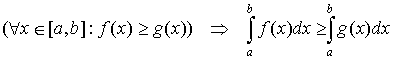 (∀x∈[a,b]: f(x) ≥ g(x)) ⇒ ∫_a^b f(x)dx ≥ ∫_a^b g(x)dx